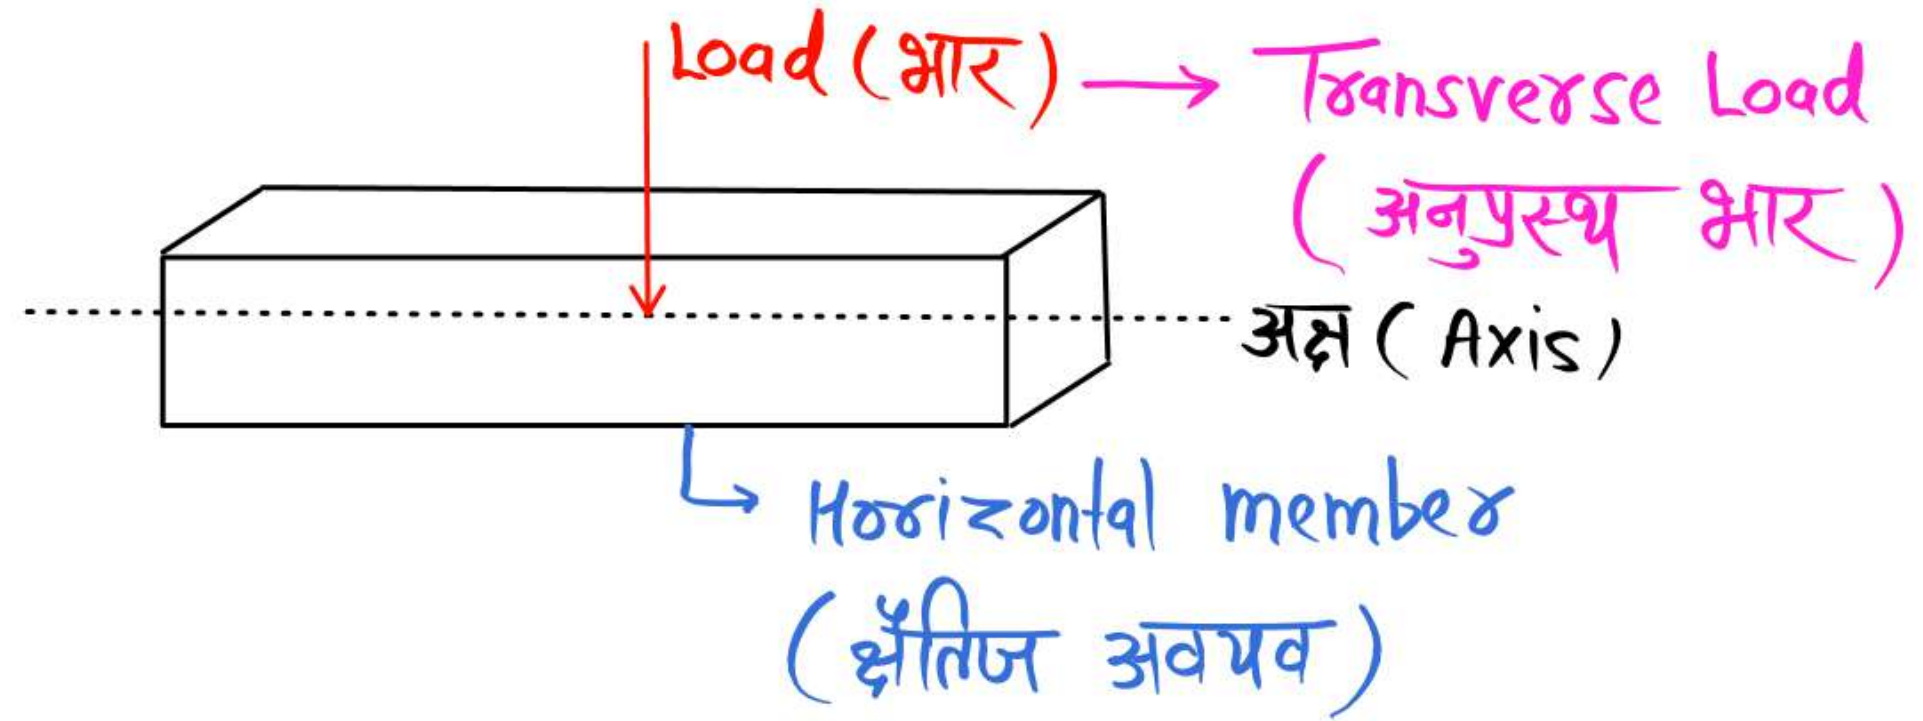 Load (भार) → Transverse Load
(अनुप्रस्थ भार)
अक्ष (Axis)
Horizontal member
(क्षैतिज अवयव)